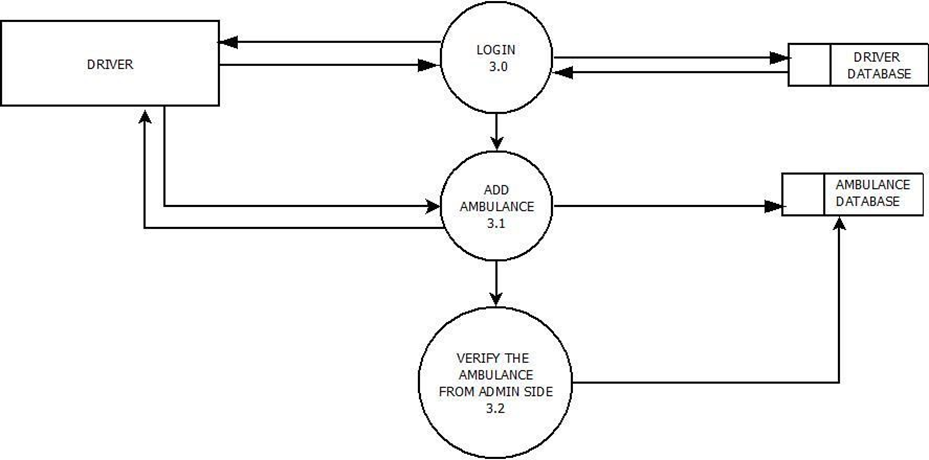 DRIVER
LOGIN
3.0
DRIVER
DATABASE
ADD
AMBULANCE
3.1
AMBULANCE
DATABASE
VERIFY THE
AMBULANCE
FROM ADMIN SIDE
3.2